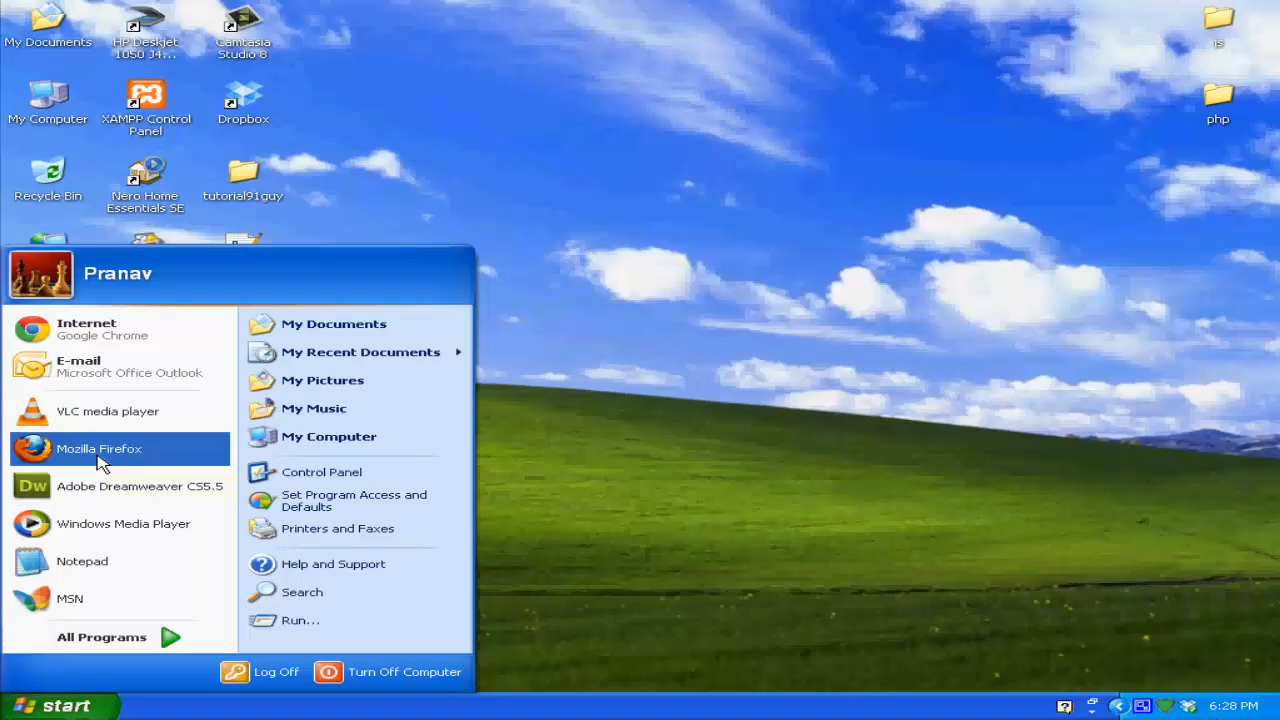 My Documents
HP Deskjet
1050 J4...
Camtasia
Studio 8
js
My Computer
XAMPP Control
Panel
Dropbox
php
Recycle Bin
Nero Home
Essentials SE
tutorial91guy
Pranav
Internet
Google Chrome
E-mail
Microsoft Office Outlook
VLC media player
Mozilla Firefox
Dw
Adobe Dreamweaver CS5.5
Windows Media Player
Notepad
MSN
All Programs
My Documents
My Recent Documents
My Pictures
My Music
My Computer
Control Panel
Set Program Access and
Defaults
Printers and Faxes
Help and Support
Search
Run...
Log Off
Turn Off Computer
start
6:28 PM